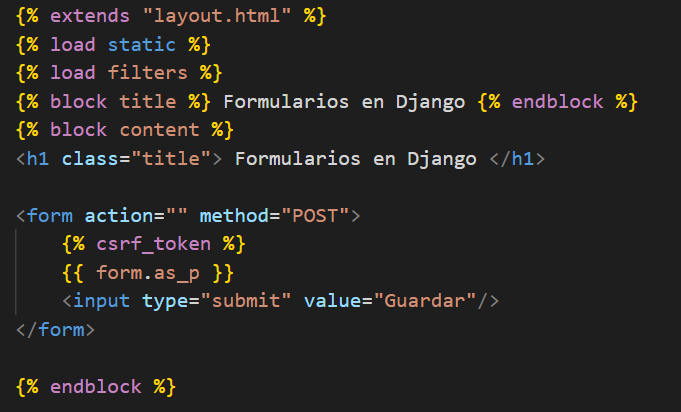 {% extends "layout.html" %}
{% load static %}
{% load filters %}
{% block title %} Formularios en Django {% endblock %}
{% block content %}
<h1 class="title"> Formularios en Django </h1>

<form action="" method="POST">
    {% csrf_token %}
    {{ form.as_p }}
    <input type="submit" value="Guardar"/>
</form>

{% endblock %}